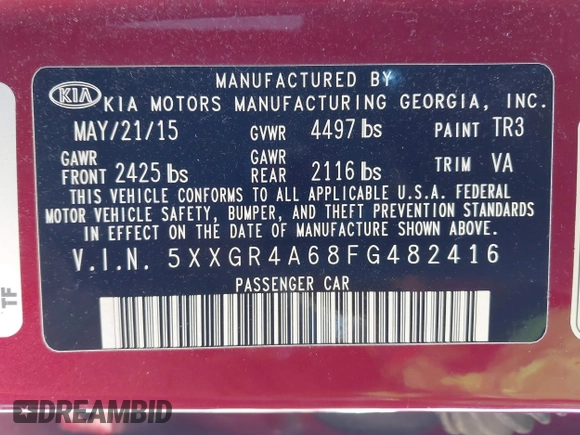 MANUFACTURED BY
KIA KIA MOTORS MANUFACTURING GEORGIA, INC.
MAY/21/15 GVWR 4497 lbs PAINT TR3
GAWR FRONT 2425 lbs GAWR REAR 2116 lbs TRIM VA
THIS VEHICLE CONFORMS TO ALL APPLICABLE U.S.A. FEDERAL
MOTOR VEHICLE SAFETY, BUMPER, AND THEFT PREVENTION STANDARDS
IN EFFECT ON THE DATE OF MANUFACTURE SHOWN ABOVE.
V.I.N. 5XXGR4A68FG482416
PASSENGER CAR
TF
DREAMBID